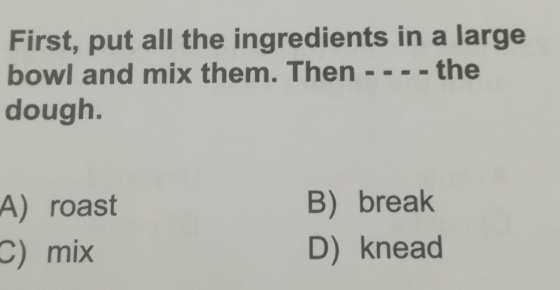 First, put all the ingredients in a large
bowl and mix them. Then - - - - the
dough.
A) roast
B) break
C) mix
D) knead